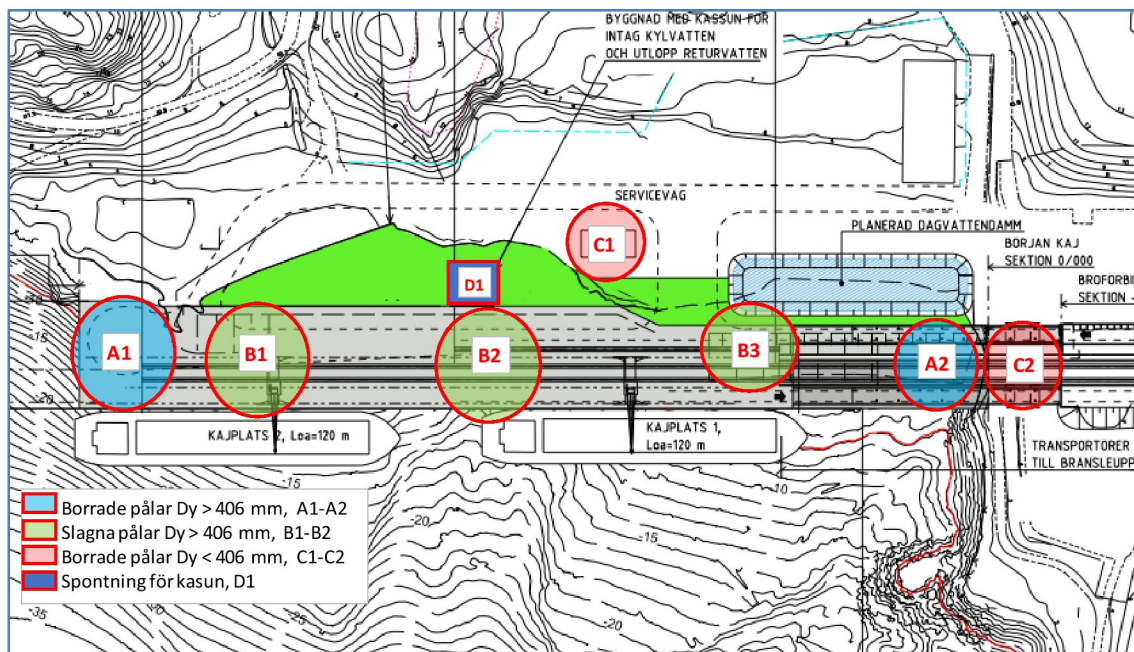 BYGGNAD MED KASSUN FÖR
INTAG KYLVATTEN
OCH UTLOPP RETURVATTEN
SERVICEVAG
C1
PLANERAD DAGVATTENDAMM
BORJAN KAJ
SEKTION 0/000
BROFORBI
SEKTION -
D1
A1
B1
B2
B3
A2
C2
-15
-20
KAJPLATS 2, Loa=120 m
KAJPLATS 1,
Loa=120 m
TRANSPORTORER
TILL BRANSLEUPP
-15
-10
-20
-15
Borrade pålar Dy > 406 mm, A1-A2
Slagna pålar Dy > 406 mm, B1-B2
Borrade pålar Dy < 406 mm, C1-C2
Spontning för kasun, D1
-35
-30
-25
-20